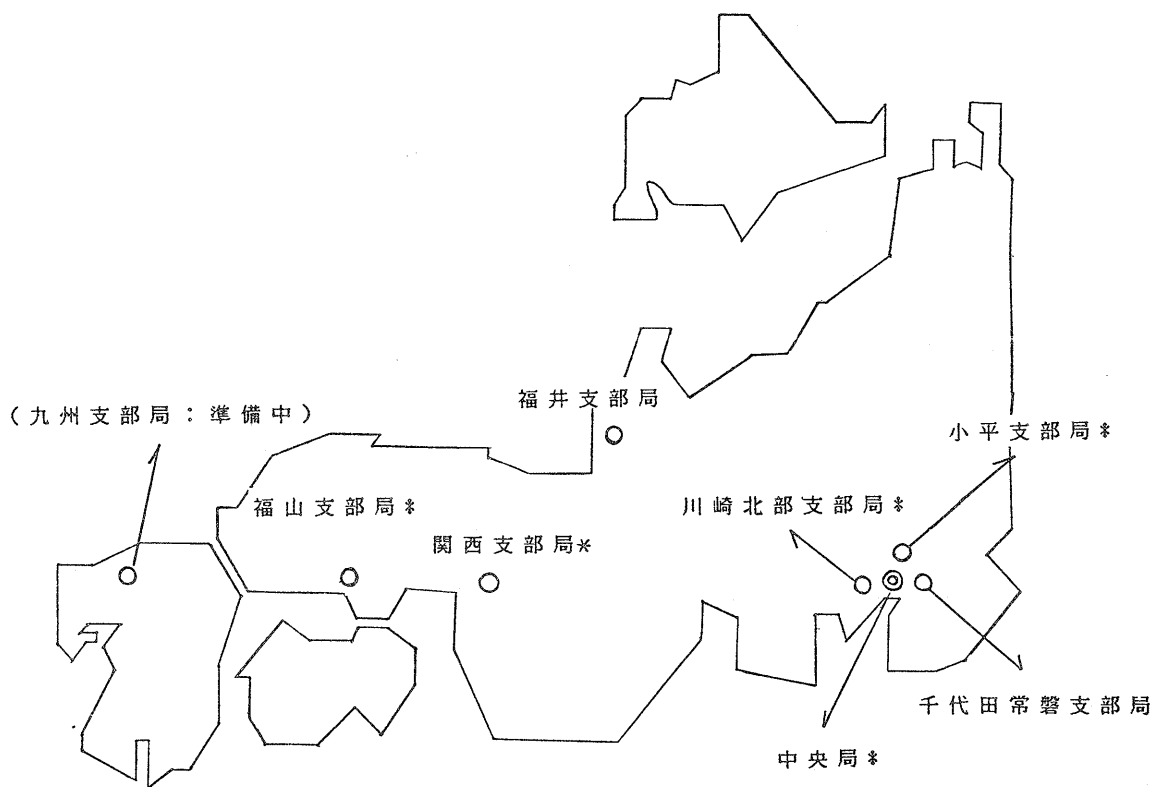 福井支部局
（九州支部局：準備中）
小平支部局*
福山支部局*
川崎北部支部局*
関西支部局*
千代田常磐支部局
中央局*